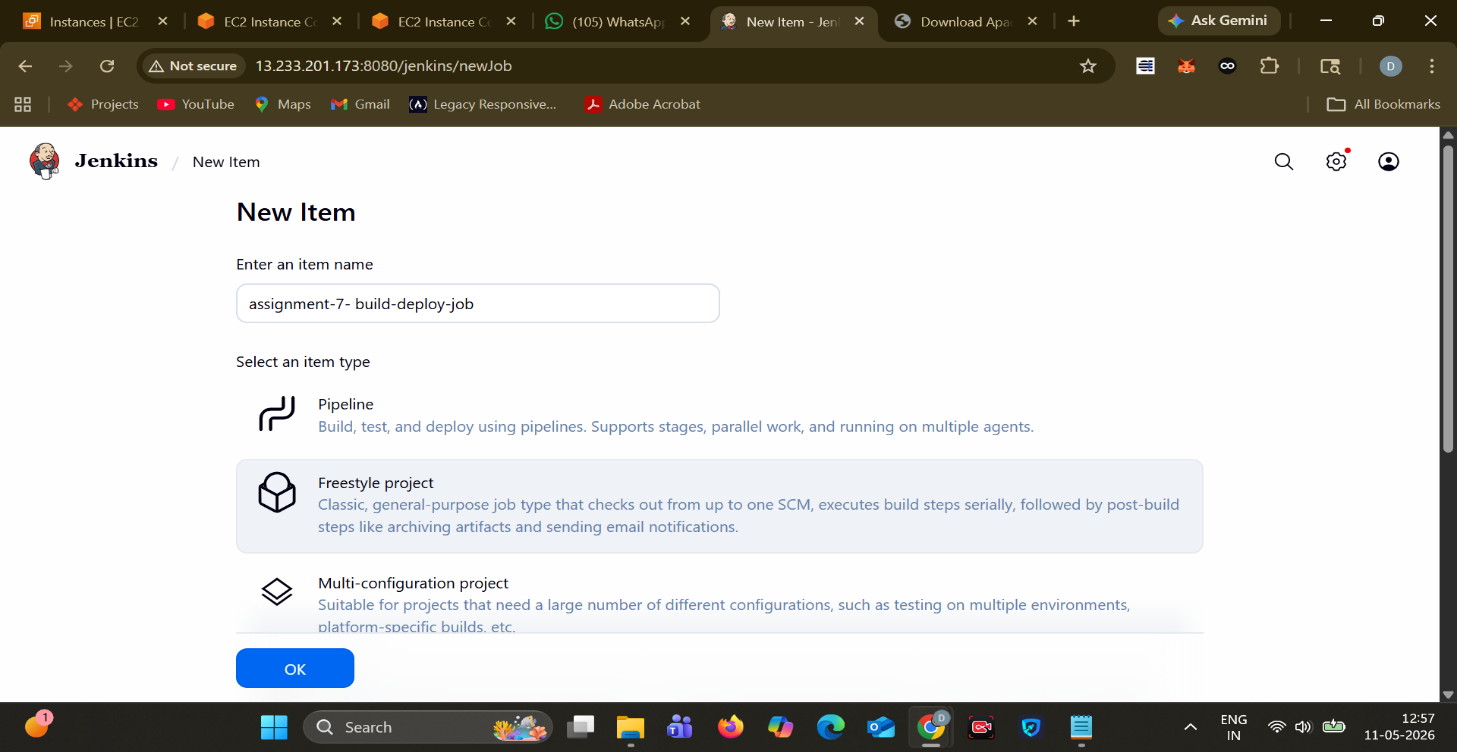 Instances | EC2
EC2 Instance Co
EC2 Instance Co
(105) WhatsApp
New Item - Jen
Download Apa
Ask Gemini
Not secure
13.233.201.173:8080/jenkins/newJob
D
Projects
YouTube
Maps
Gmail
Legacy Responsive...
Adobe Acrobat
All Bookmarks
Jenkins / New Item
New Item
Enter an item name
assignment-7- build-deploy-job
Select an item type
Pipeline
Build, test, and deploy using pipelines. Supports stages, parallel work, and running on multiple agents.
Freestyle project
Classic, general-purpose job type that checks out from up to one SCM, executes build steps serially, followed by post-build
steps like archiving artifacts and sending email notifications.
Multi-configuration project
Suitable for projects that need a large number of different configurations, such as testing on multiple environments,
platform-specific builds, etc.
OK
1
Search
D
ENG
IN
12:57
11-05-2026